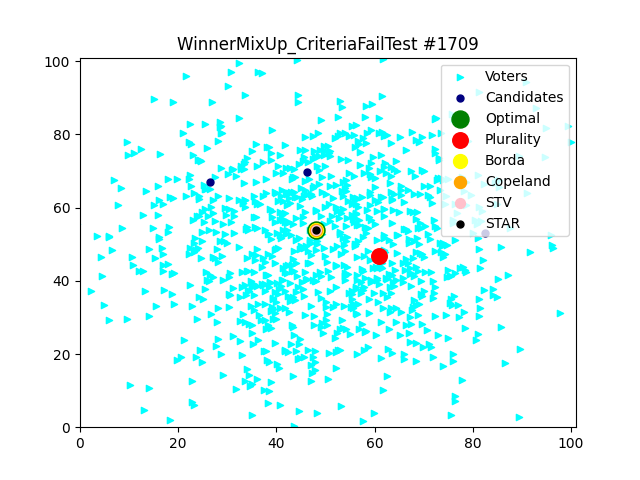 WinnerMixUp_CriteriaFailTest #1709
100
80
60
40
20
0
0
20
40
60
80
100
Voters
Candidates
Optimal
Plurality
Borda
Copeland
STV
STAR